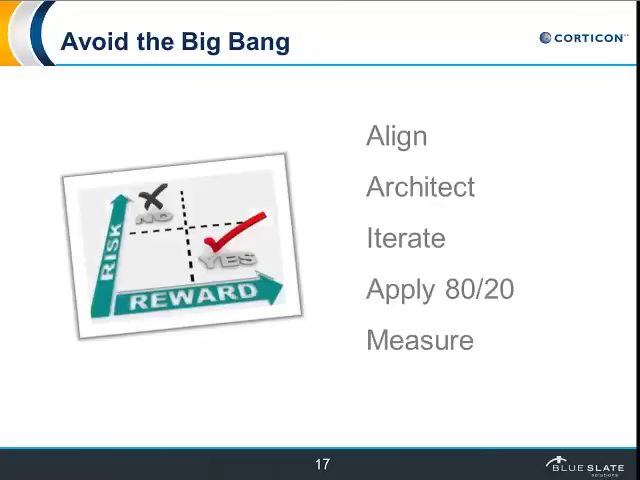 Avoid the Big Bang
CORTICON
Align
Architect
Iterate
Apply 80/20
Measure
NO
YES
RISK
REWARD
17
BLUE SLATE
solutions